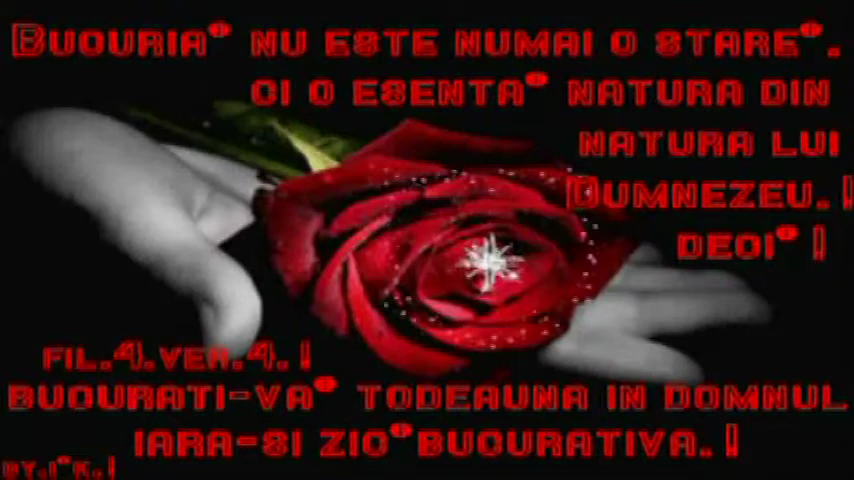 Bucuria* nu este numai o stare*.
ci o esenta* natura din
natura lui
Dumnezeu.!
deci* !
fil.4.ver.4.!
bucurati-va* todeauna in domnul
iara-si zic*bucurativa.!
by.i*k.!